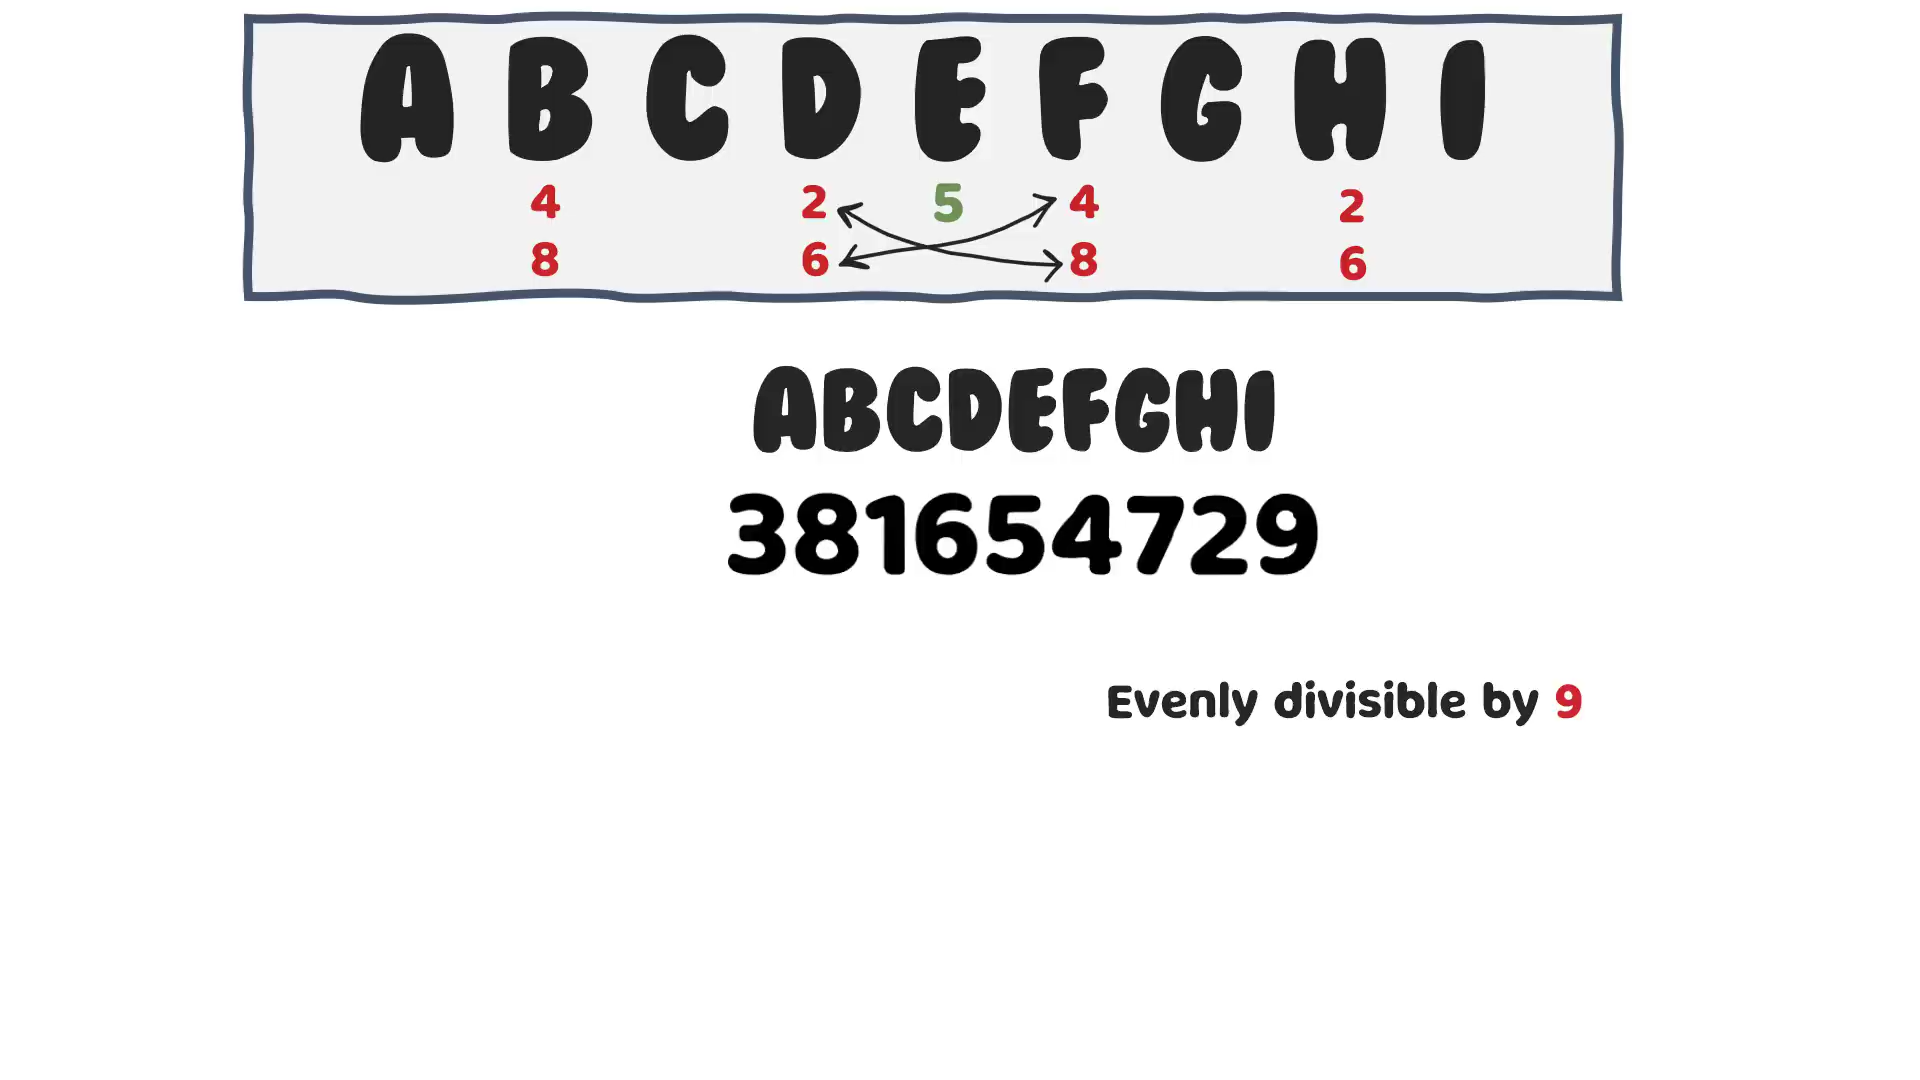 A B C D E F G H I
4 2 5 4 2
8 6 8 6
ABCDEFGHI
381654729
Evenly divisible by 9